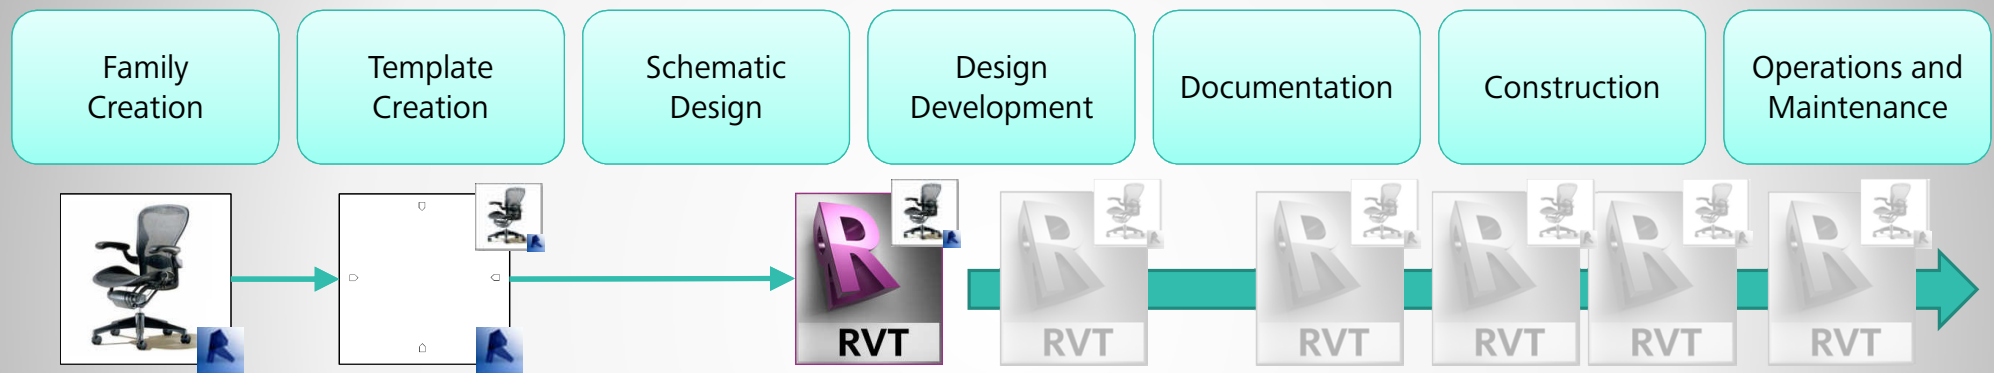 Family
Creation
Template
Creation
Schematic
Design
Design
Development
Documentation
Construction
Operations and
Maintenance
RVT
RVT
RVT
RVT
RVT
RVT